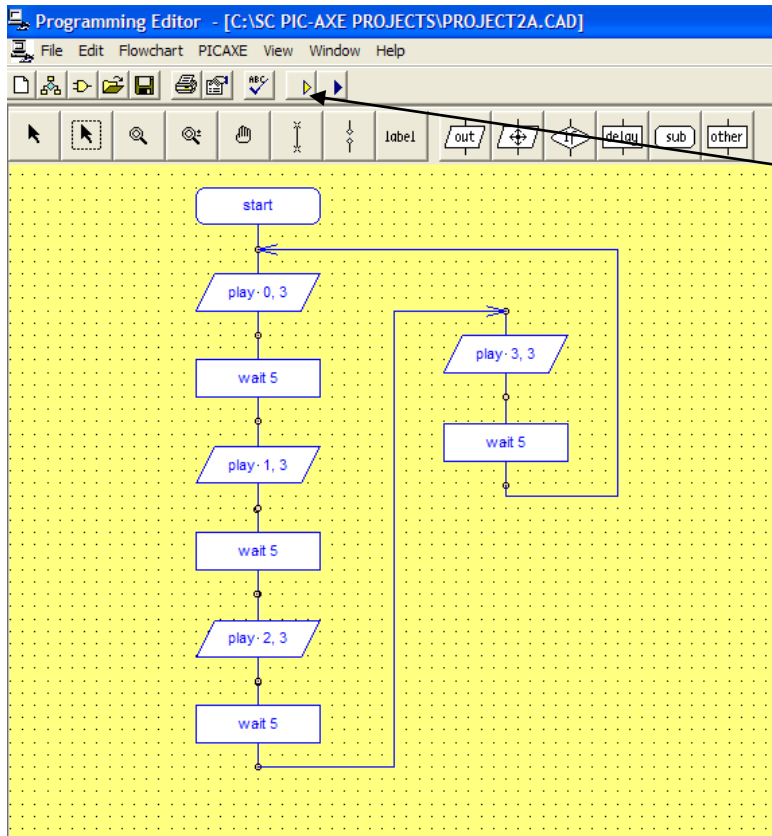 Programming Editor - [C:\SC PIC-AXE PROJECTS\PROJECT2A.CAD]
File Edit Flowchart PICAXE View Window Help
ABC
label out if delay sub other
start
play 0, 3
wait 5
play 1, 3
wait 5
play 2, 3
wait 5
play 3, 3
wait 5